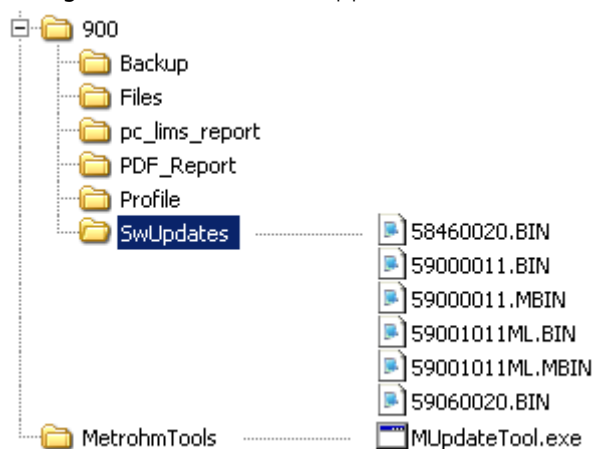 900
Backup
Files
pc_lims_report
PDF_Report
Profile
SwUpdates 58460020.BIN
59000011.BIN
59000011.MBIN
59001011ML.BIN
59001011ML.MBIN
59060020.BIN
MetrohmTools MUpdateTool.exe